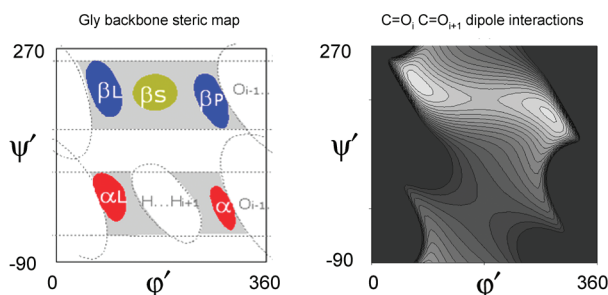 Gly backbone steric map
C=Oi C=Oi+1 dipole interactions
270
βL
βS
βP
Oi-1..
ψ′
αL
H...Hi+1
α
Oi-1..
-90
0
φ′
360
270
ψ′
-90
0
φ′
360